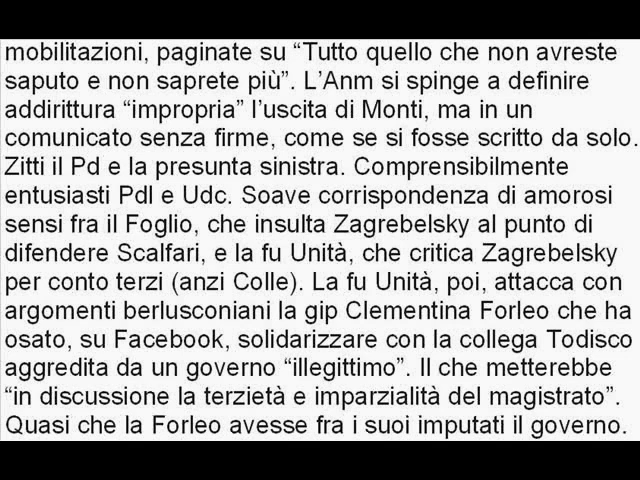 mobilitazioni, paginate su “Tutto quello che non avreste
saputo e non saprete più”. L’Anm si spinge a definire
addirittura “impropria” l’uscita di Monti, ma in un
comunicato senza firme, come se si fosse scritto da solo.
Zitti il Pd e la presunta sinistra. Comprensibilmente
entusiasti Pdl e Udc. Soave corrispondenza di amorosi
sensi fra il Foglio, che insulta Zagrebelsky al punto di
difendere Scalfari, e la fu Unità, che critica Zagrebelsky
per conto terzi (anzi Colle). La fu Unità, poi, attacca con
argomenti berlusconiani la gip Clementina Forleo che ha
osato, su Facebook, solidarizzare con la collega Todisco
aggredita da un governo “illegittimo”. Il che metterebbe
“in discussione la terzietà e imparzialità del magistrato”.
Quasi che la Forleo avesse fra i suoi imputati il governo.